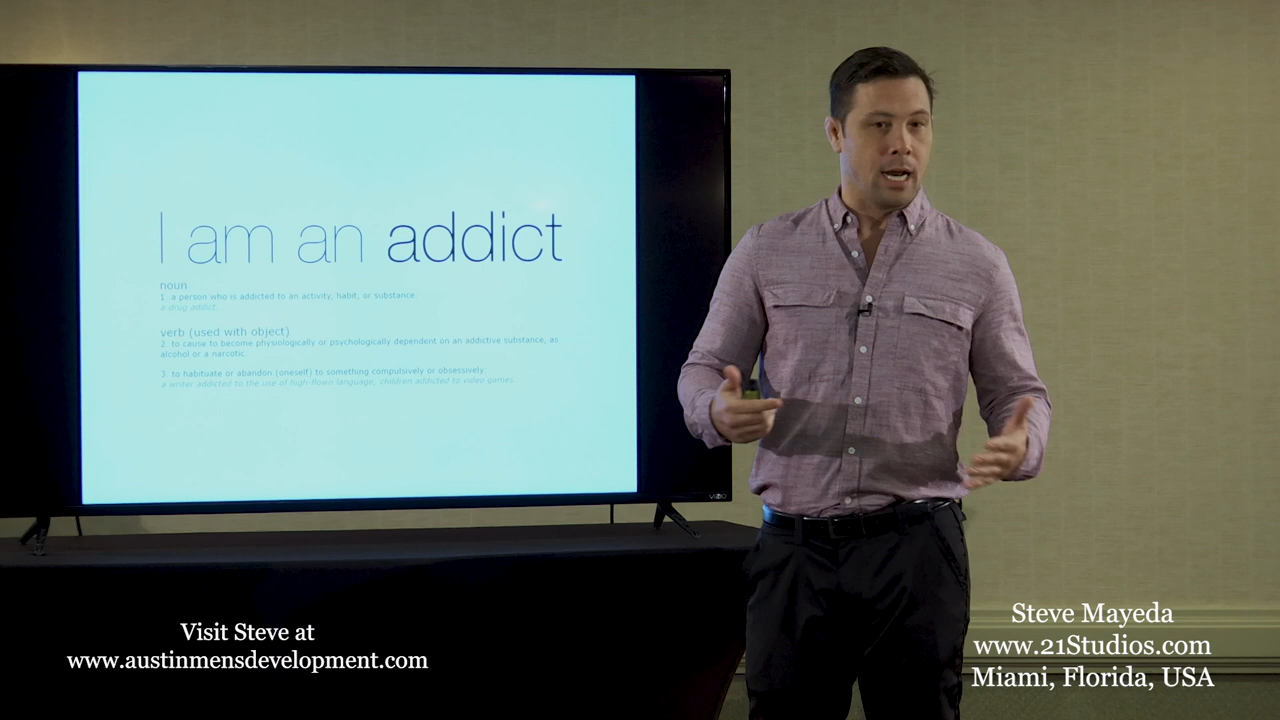 I am an addict
noun
1. a person who is addicted to an activity, habit, or substance:
a drug addict.
verb (used with object)
2. to cause to become physiologically or psychologically dependent on an addictive substance, as
alcohol or a narcotic.
3. to habituate or abandon (oneself) to something compulsively or obsessively:
a writer addicted to the use of high-flown language; children addicted to video games.
VIZIO
Visit Steve at
www.austinmensdevelopment.com
Steve Mayeda
www.21Studios.com
Miami, Florida, USA